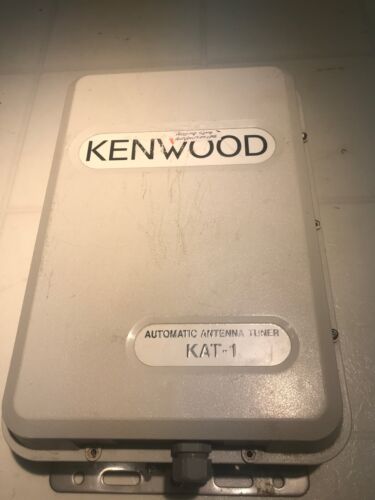 KENWOOD
AUTOMATIC ANTENNA TUNER
KAT-1